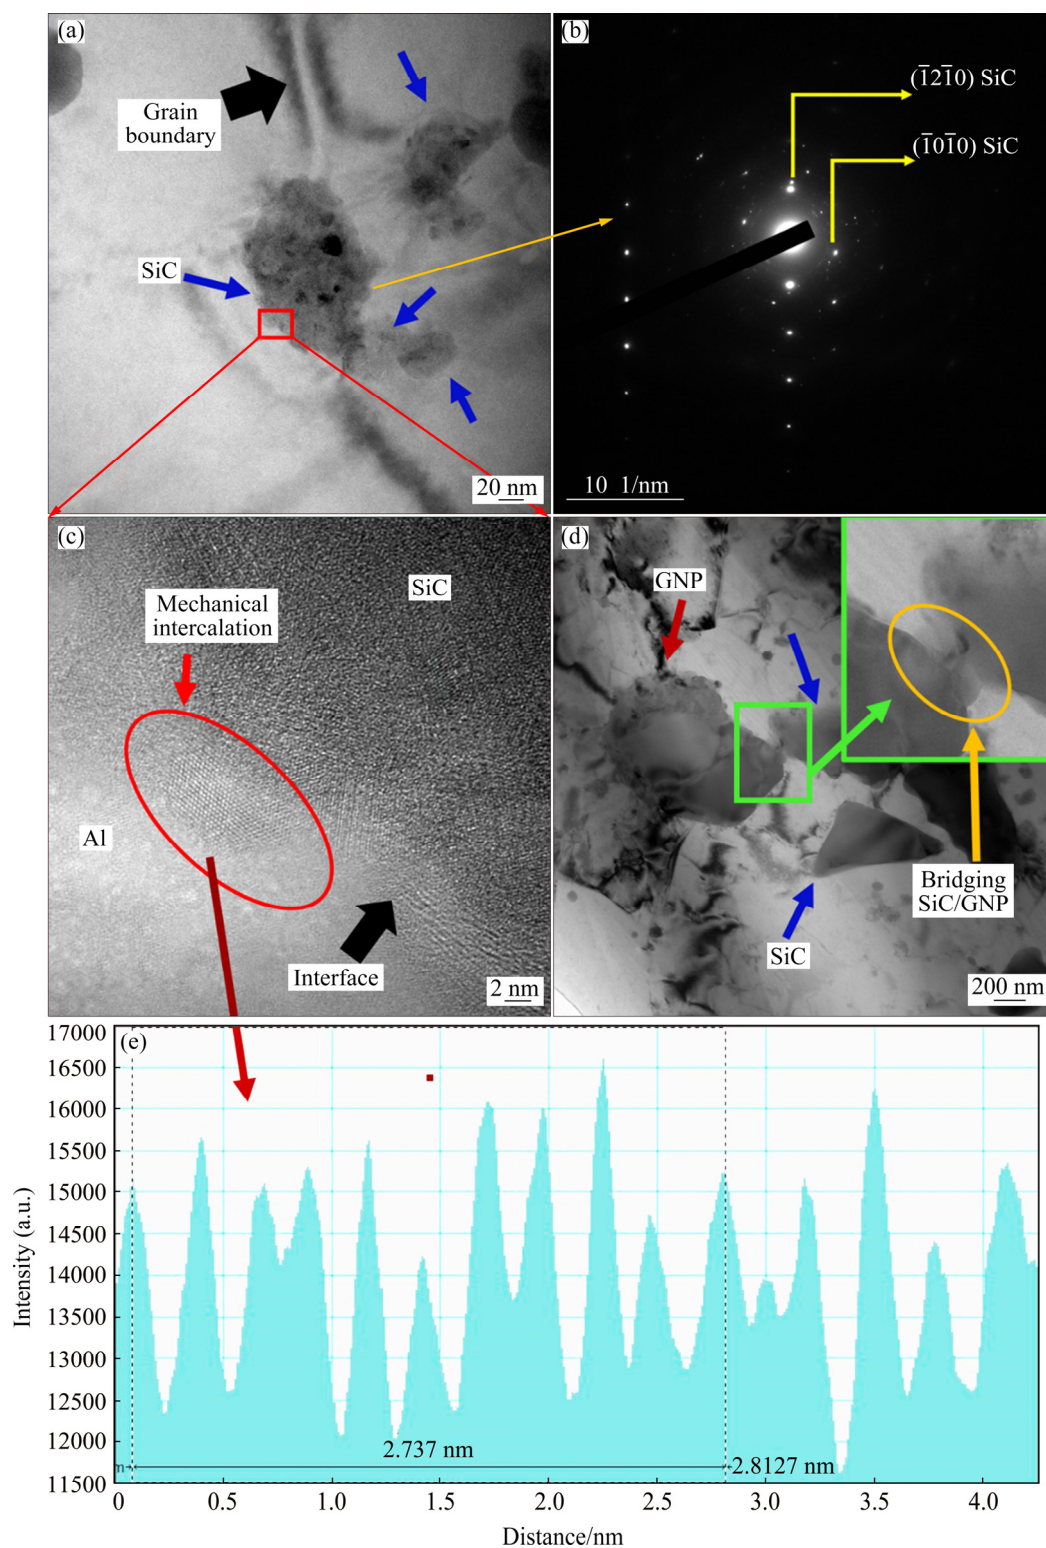 (a)
Grain
boundary
SiC
20 nm
(b)
(1̄21̄0) SiC
(1̄01̄0) SiC
10 1/nm
(c)
SiC
Mechanical
intercalation
Al
Interface
2 nm
(d)
GNP
Bridging
SiC/GNP
SiC
200 nm
(e)
17000
16500
16000
15500
15000
14500
14000
13500
13000
12500
12000
11500
Intensity (a.u.)
2.737 nm
2.8127 nm
m
0 0.5 1.0 1.5 2.0 2.5 3.0 3.5 4.0
Distance/nm